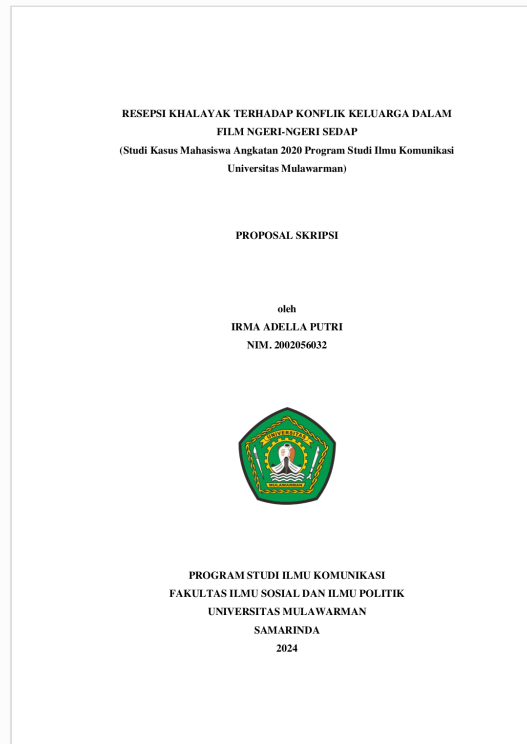 RESEPSI KHALAYAK TERHADAP KONFLIK KELUARGA DALAM
FILM NGERI-NGERI SEDAP
(Studi Kasus Mahasiswa Angkatan 2020 Program Studi Ilmu Komunikasi
Universitas Mulawarman)
PROPOSAL SKRIPSI
oleh
IRMA ADELLA PUTRI
NIM. 2002056032
UNIVERSITAS
MULAWARMAN
PROGRAM STUDI ILMU KOMUNIKASI
FAKULTAS ILMU SOSIAL DAN ILMU POLITIK
UNIVERSITAS MULAWARMAN
SAMARINDA
2024